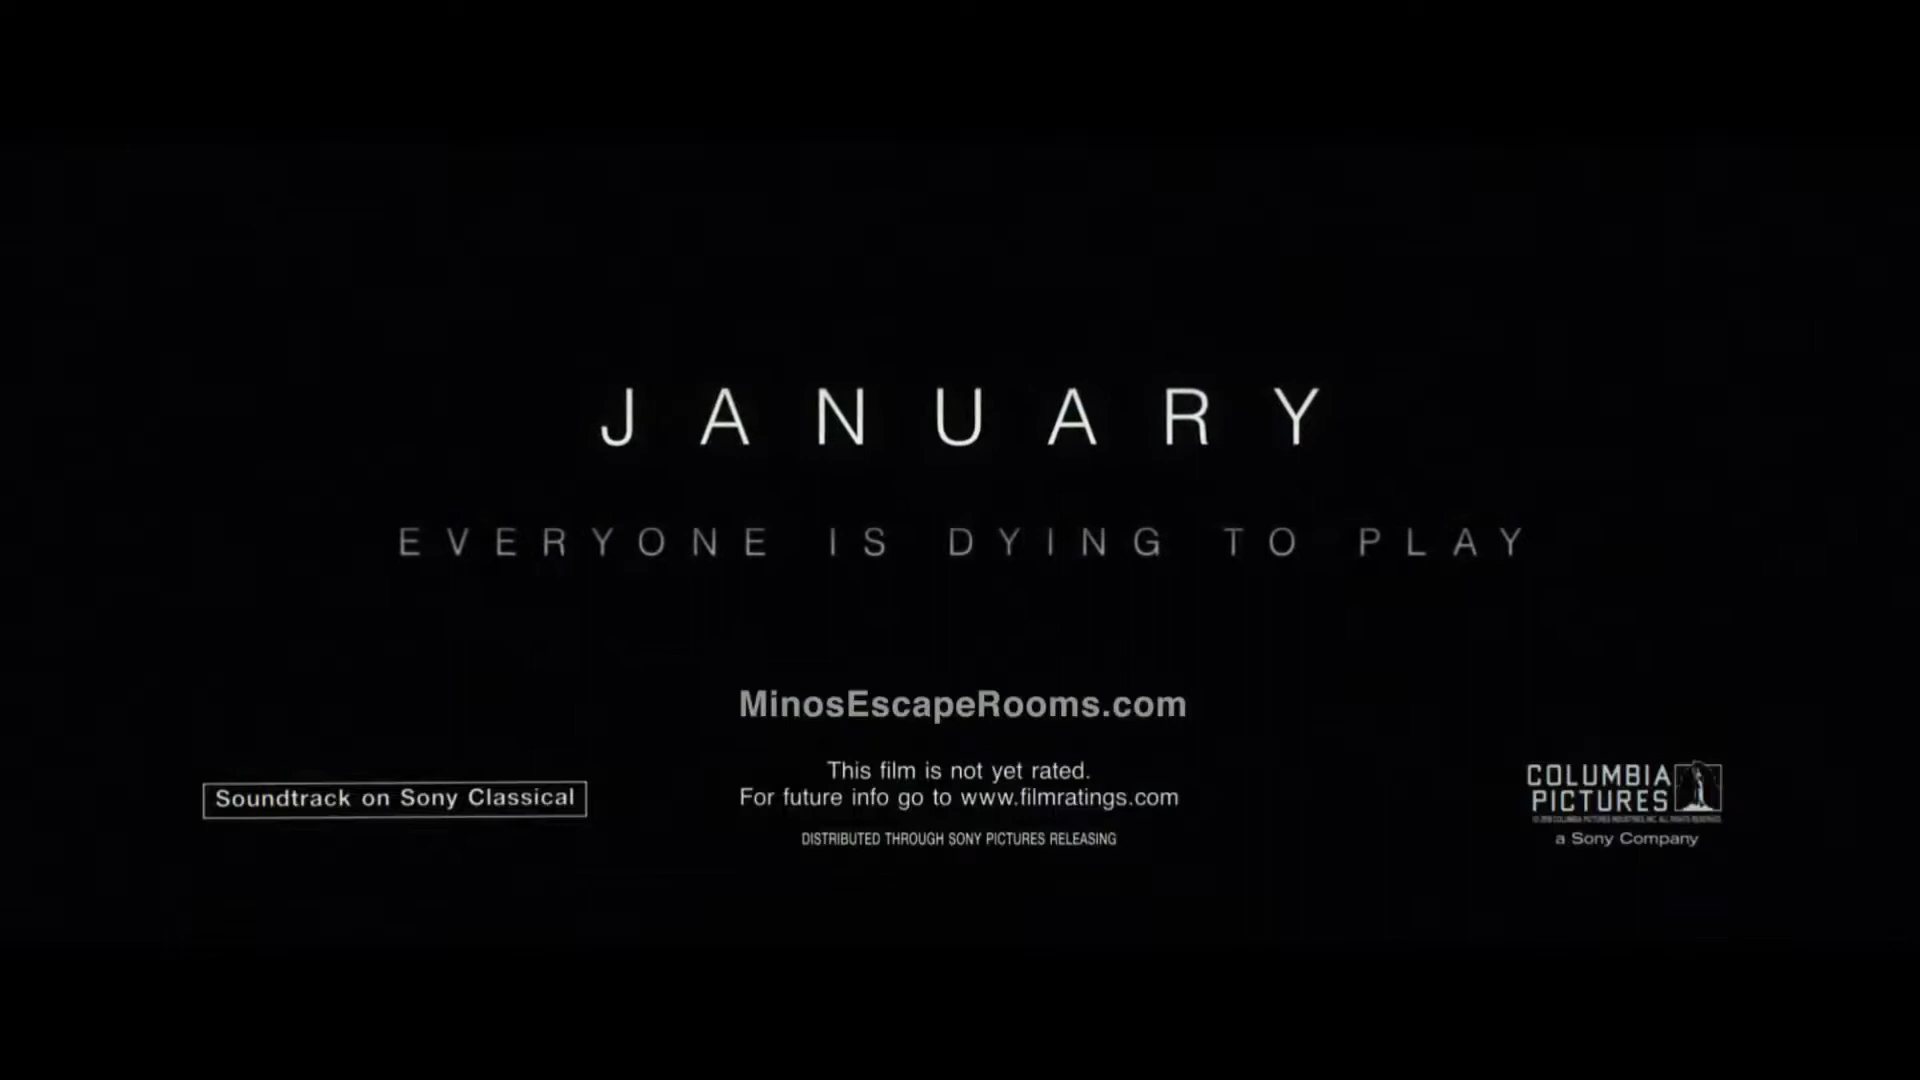 JANUARY
EVERYONE IS DYING TO PLAY
MinosEscapeRooms.com
This film is not yet rated.
For future info go to www.filmratings.com
DISTRIBUTED THROUGH SONY PICTURES RELEASING
Soundtrack on Sony Classical
COLUMBIA
PICTURES
a Sony Company